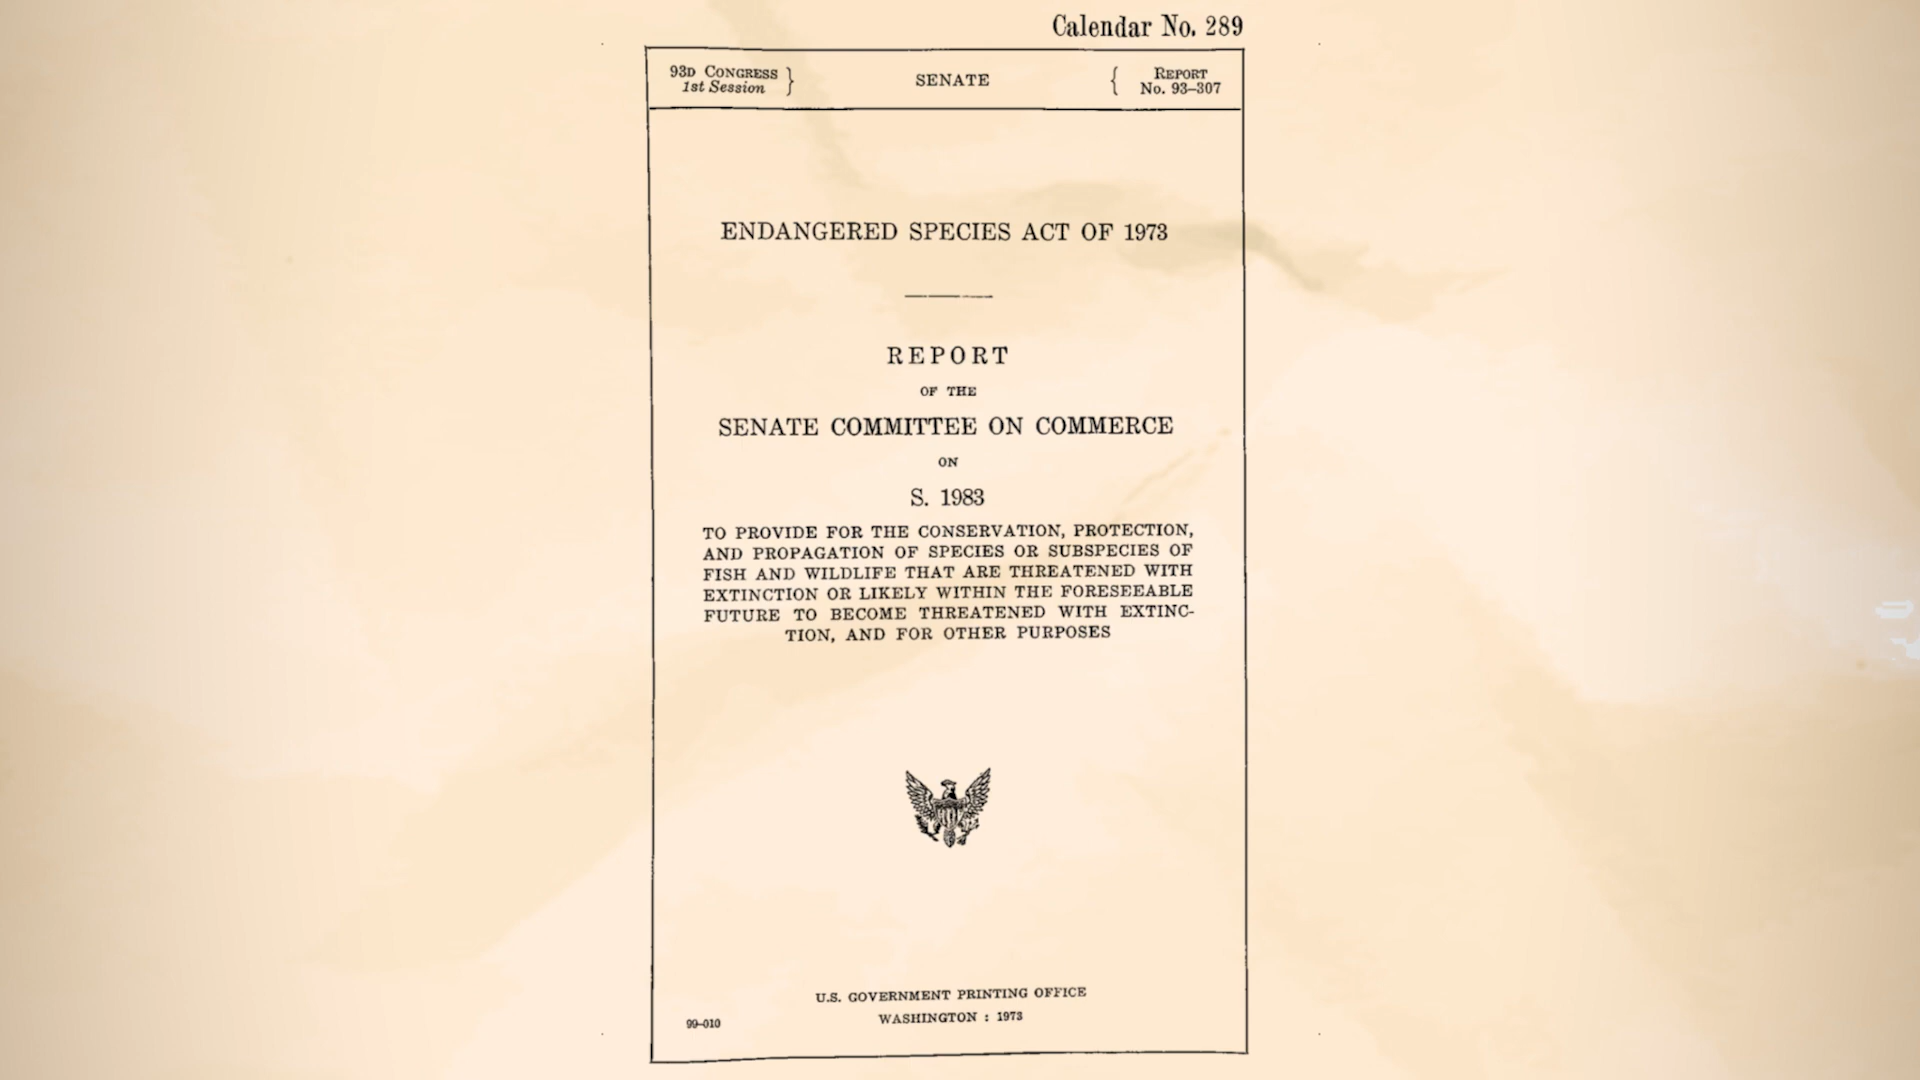 Calendar No. 289
93D CONGRESS
1st Session
SENATE
REPORT
No. 93–307
ENDANGERED SPECIES ACT OF 1973
REPORT
OF THE
SENATE COMMITTEE ON COMMERCE
ON
S. 1983
TO PROVIDE FOR THE CONSERVATION, PROTECTION,
AND PROPAGATION OF SPECIES OR SUBSPECIES OF
FISH AND WILDLIFE THAT ARE THREATENED WITH
EXTINCTION OR LIKELY WITHIN THE FORESEEABLE
FUTURE TO BECOME THREATENED WITH EXTINC-
TION, AND FOR OTHER PURPOSES
U.S. GOVERNMENT PRINTING OFFICE
99–010
WASHINGTON : 1973